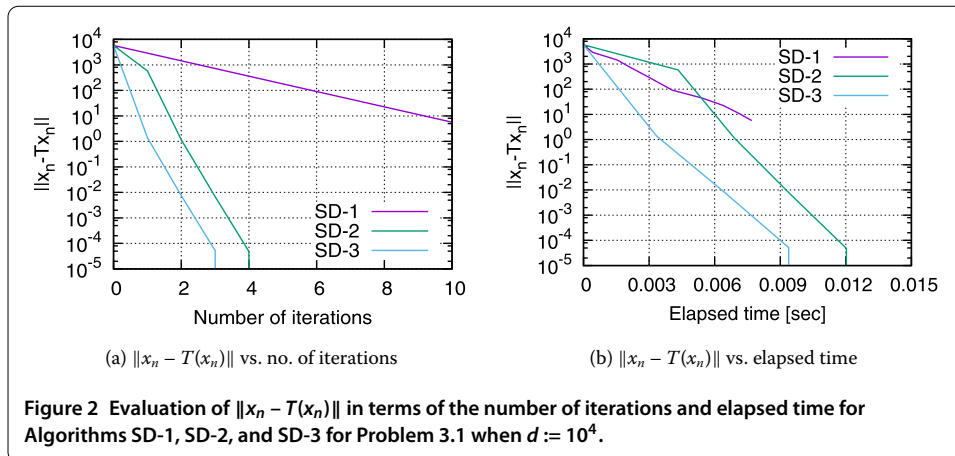 10^4
10^3
10^2
10^1
10^0
10^-1
10^-2
10^-3
10^-4
10^-5
||x_n-Tx_n||
SD-1
SD-2
SD-3
0 2 4 6 8 10
Number of iterations
(a) ‖x_n – T(x_n)‖ vs. no. of iterations
10^4
10^3
10^2
10^1
10^0
10^-1
10^-2
10^-3
10^-4
10^-5
||x_n-Tx_n||
SD-1
SD-2
SD-3
0 0.003 0.006 0.009 0.012 0.015
Elapsed time [sec]
(b) ‖x_n – T(x_n)‖ vs. elapsed time
Figure 2 Evaluation of ‖x_n – T(x_n)‖ in terms of the number of iterations and elapsed time for
Algorithms SD-1, SD-2, and SD-3 for Problem 3.1 when d := 10^4.